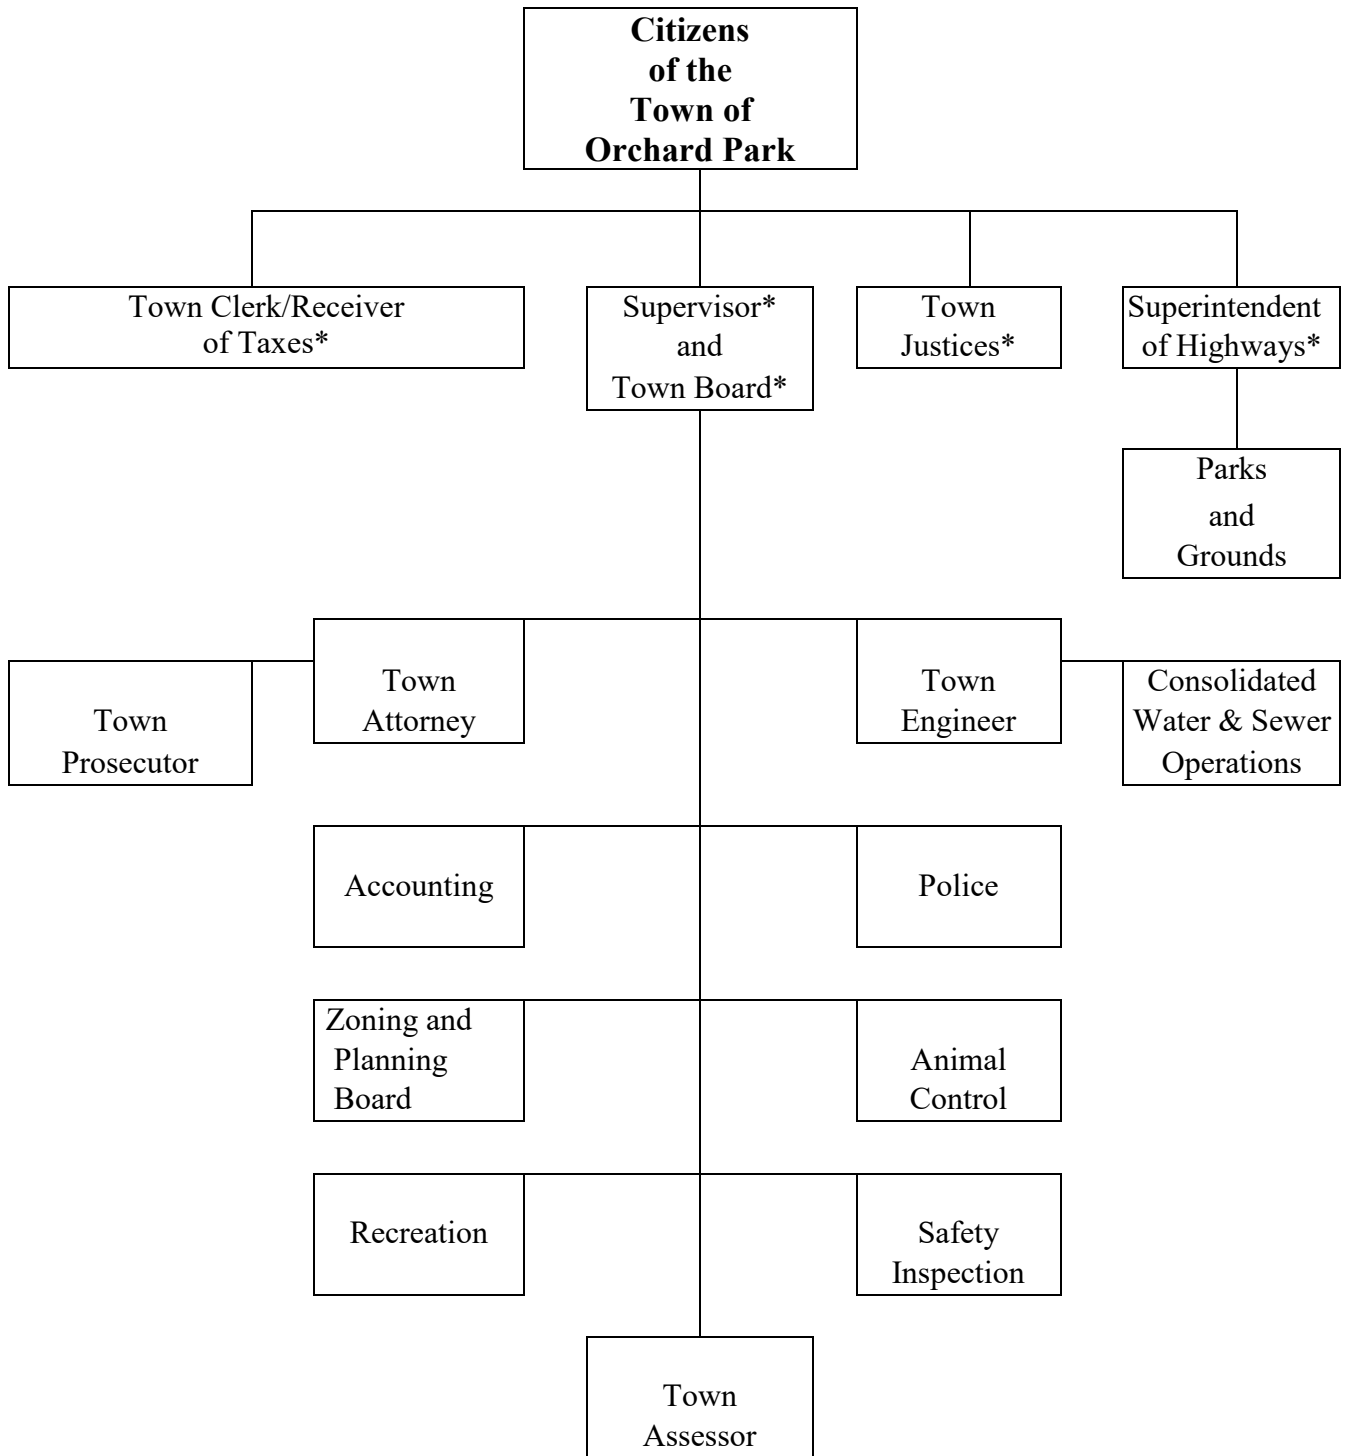 Citizens
of the
Town of
Orchard Park
Town Clerk/Receiver
of Taxes*
Supervisor*
and
Town Board*
Town
Justices*
Superintendent
of Highways*
Parks
and
Grounds
Town
Prosecutor
Town
Attorney
Town
Engineer
Consolidated
Water & Sewer
Operations
Accounting
Police
Zoning and
Planning
Board
Animal
Control
Recreation
Safety
Inspection
Town
Assessor